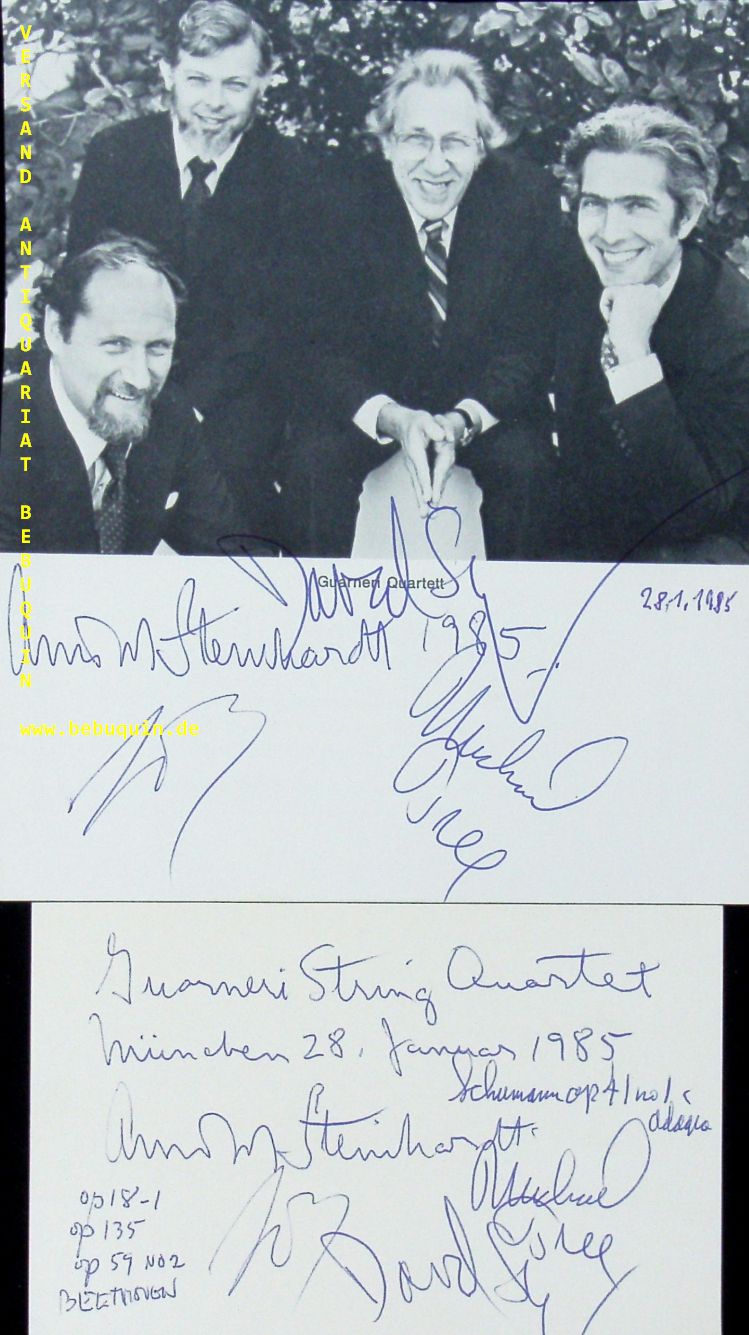 VERSAND ANTIQUARIAT BEBUQUIN
www.bebuquin.de
Guarneri Quartett
28.1.1985
David
Arnold Steinhardt 1985
Michael
Tree
Guarneri String Quartet
München 28. Januar 1985
Schumann op 41 no 1
adagio
Arnold Steinhardt
Michael
Tree
David
op 18-1
op 135
op 59 NO 2
BEETHOVEN